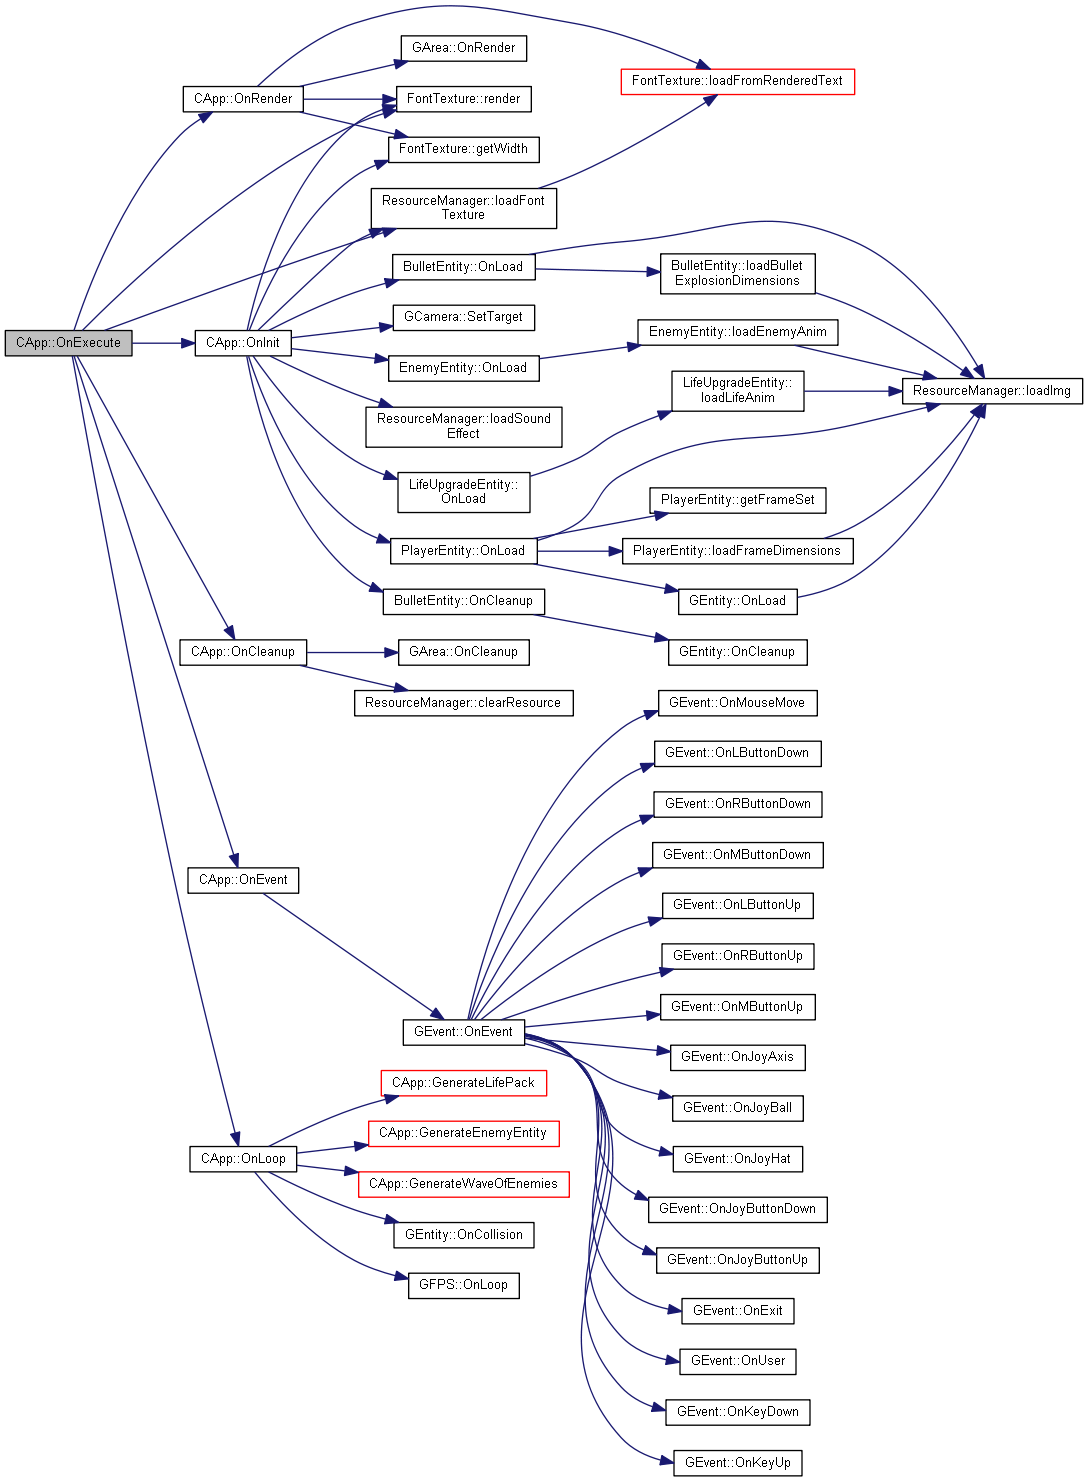 GArea::OnRender
FontTexture::loadFromRenderedText
CApp::OnRender
FontTexture::render
FontTexture::getWidth
ResourceManager::loadFont
Texture
BulletEntity::OnLoad
BulletEntity::loadBullet
ExplosionDimensions
GCamera::SetTarget
EnemyEntity::loadEnemyAnim
CApp::OnExecute
CApp::OnInit
EnemyEntity::OnLoad
LifeUpgradeEntity::
loadLifeAnim
ResourceManager::loadImg
ResourceManager::loadSound
Effect
LifeUpgradeEntity::
OnLoad
PlayerEntity::getFrameSet
PlayerEntity::OnLoad
PlayerEntity::loadFrameDimensions
BulletEntity::OnCleanup
GEntity::OnLoad
CApp::OnCleanup
GArea::OnCleanup
GEntity::OnCleanup
ResourceManager::clearResource
GEvent::OnMouseMove
GEvent::OnLButtonDown
GEvent::OnRButtonDown
GEvent::OnMButtonDown
CApp::OnEvent
GEvent::OnLButtonUp
GEvent::OnRButtonUp
GEvent::OnMButtonUp
GEvent::OnEvent
GEvent::OnJoyAxis
CApp::GenerateLifePack
GEvent::OnJoyBall
CApp::GenerateEnemyEntity
CApp::OnLoop
GEvent::OnJoyHat
CApp::GenerateWaveOfEnemies
GEvent::OnJoyButtonDown
GEntity::OnCollision
GEvent::OnJoyButtonUp
GFPS::OnLoop
GEvent::OnExit
GEvent::OnUser
GEvent::OnKeyDown
GEvent::OnKeyUp